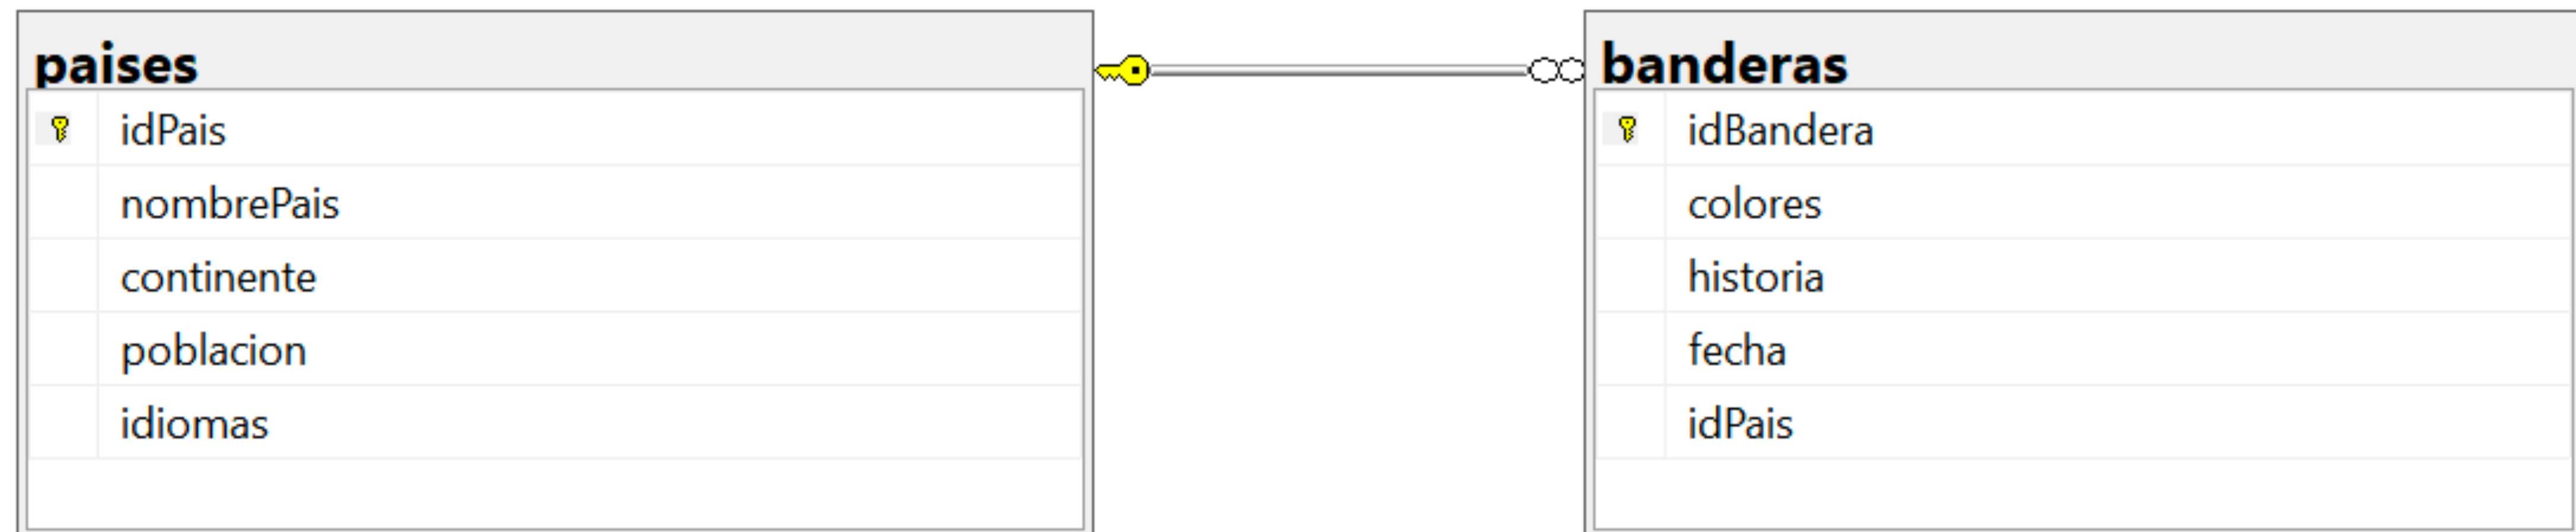 paises
idPais
nombrePais
continente
poblacion
idiomas
banderas
idBandera
colores
historia
fecha
idPais